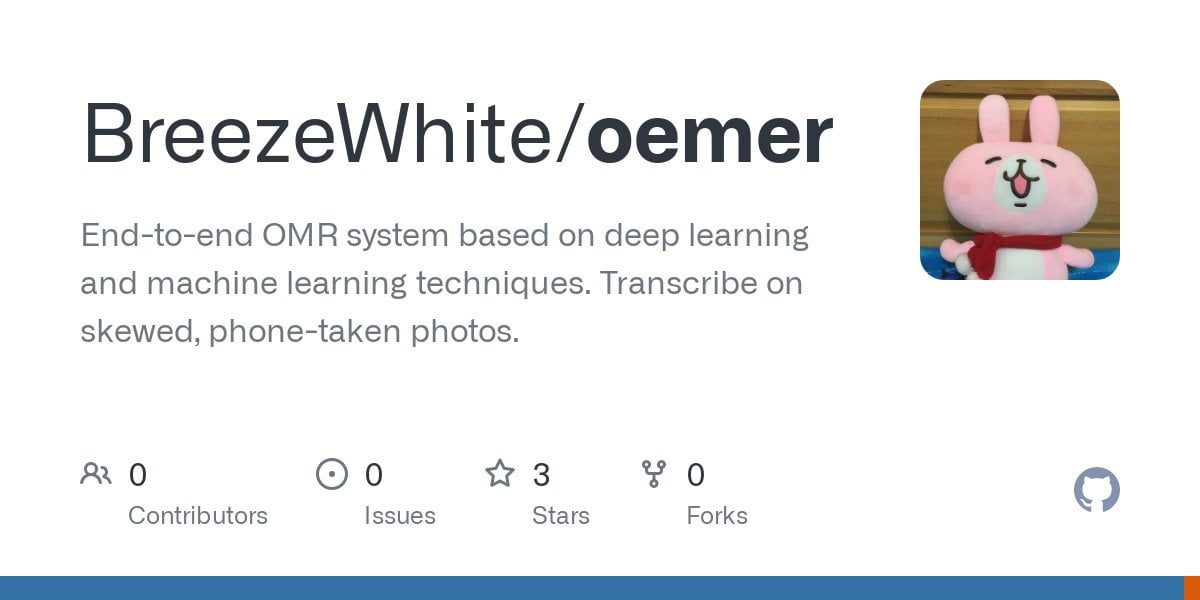 BreezeWhite/oemer
End-to-end OMR system based on deep learning
and machine learning techniques. Transcribe on
skewed, phone-taken photos.
0 0 3 0
Contributors Issues Stars Forks